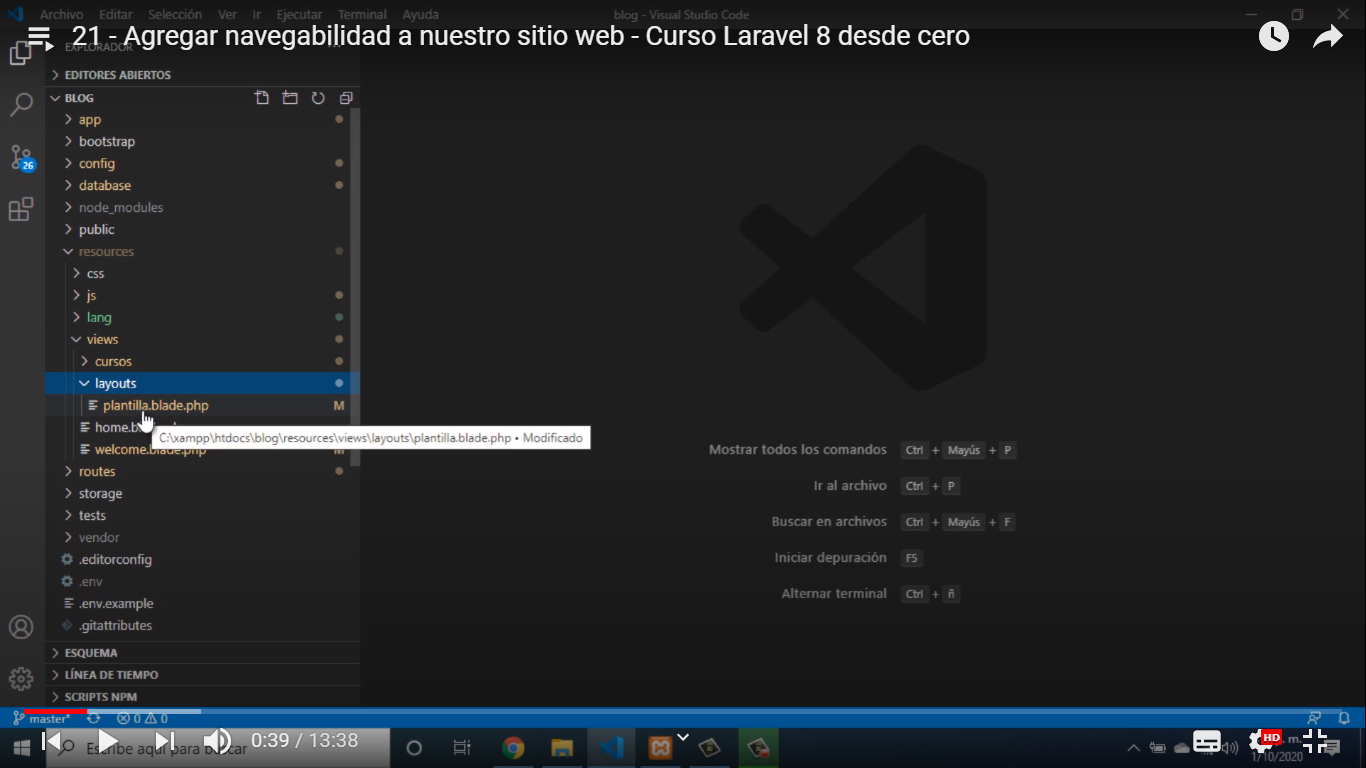 Archivo Editar Selección Ver Ir Ejecutar Terminal Ayuda
blog - Visual Studio Code
21 - Agregar navegabilidad a nuestro sitio web - Curso Laravel 8 desde cero
EXPLORADOR
EDITORES ABIERTOS
BLOG
app
bootstrap
config
database
node_modules
public
resources
css
js
lang
views
cursos
layouts
plantilla.blade.php M
C:\xampp\htdocs\blog\resources\views\layouts\plantilla.blade.php • Modificado
welcome.blade.php M
routes
storage
tests
vendor
.editorconfig
.env
.env.example
.gitattributes
ESQUEMA
LÍNEA DE TIEMPO
SCRIPTS NPM
26
Mostrar todos los comandos Ctrl + Mayús + P
Ir al archivo Ctrl + P
Buscar en archivos Ctrl + Mayús + F
Iniciar depuración F5
Alternar terminal Ctrl + ñ
master* 0 0
Escribe aquí para buscar
0:39 / 13:38
HD
1/10/2020